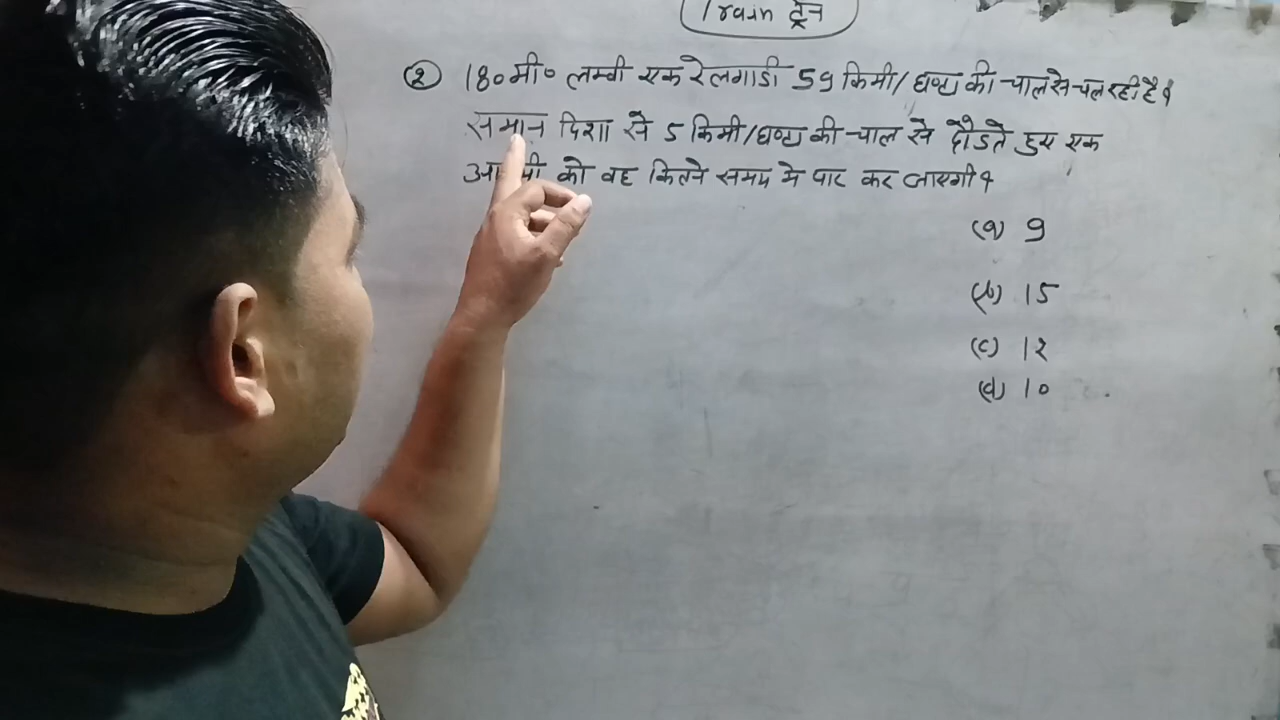 Train ट्रेन
② 180 मी० लम्बी एक रेलगाडी 59 किमी/घण्टा की चाल से चल रही है।
समान दिशा से 5 किमी/घण्टा की चाल से दौडते हुए एक
को वह कितने समय मे पार कर जाएगी ?
(a) 9
(b) 15
(c) 12
(d) 10